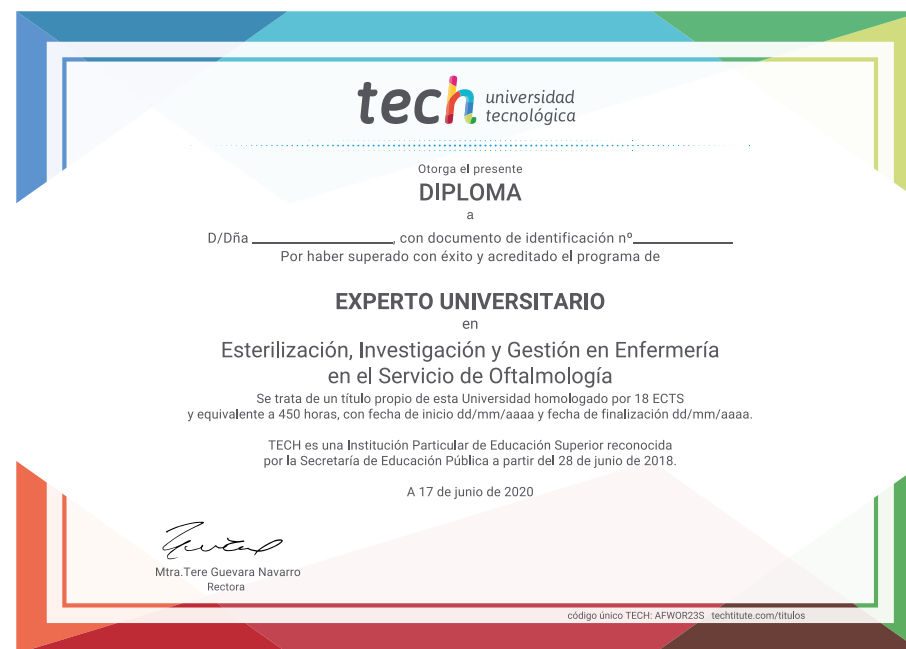 tech universidad
tecnológica
Otorga el presente
DIPLOMA
a
D/Dña ____________________, con documento de identificación nº______________
Por haber superado con éxito y acreditado el programa de
EXPERTO UNIVERSITARIO
en
Esterilización, Investigación y Gestión en Enfermería
en el Servicio de Oftalmología
Se trata de un título propio de esta Universidad homologado por 18 ECTS
y equivalente a 450 horas, con fecha de inicio dd/mm/aaaa y fecha de finalización dd/mm/aaaa.
TECH es una Institución Particular de Educación Superior reconocida
por la Secretaría de Educación Pública a partir del 28 de junio de 2018.
A 17 de junio de 2020
Mtra.Tere Guevara Navarro
Rectora
código único TECH: AFWOR23S techtitute.com/titulos